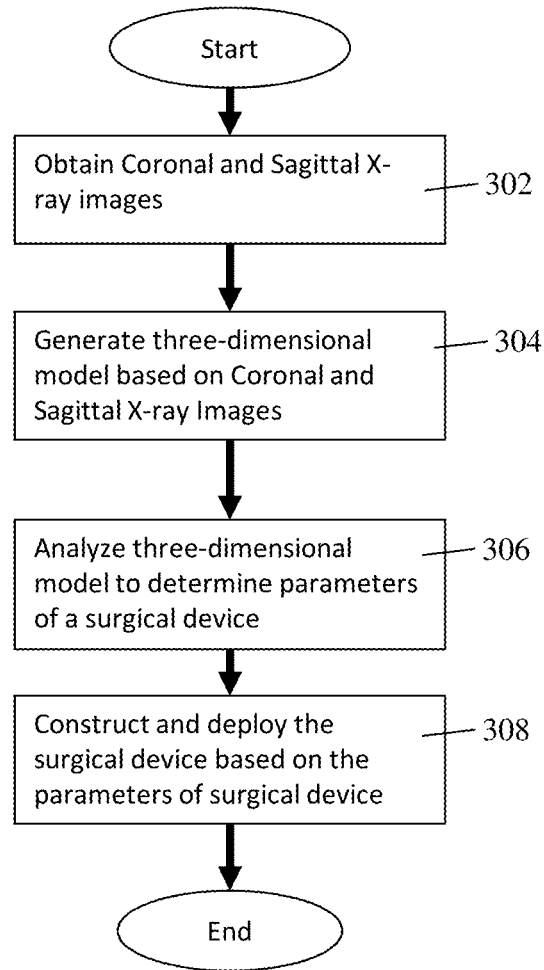 Start
Obtain Coronal and Sagittal X-
ray images
302
Generate three-dimensional
model based on Coronal and
Sagittal X-ray Images
304
Analyze three-dimensional
model to determine parameters
of a surgical device
306
Construct and deploy the
surgical device based on the
parameters of surgical device
308
End